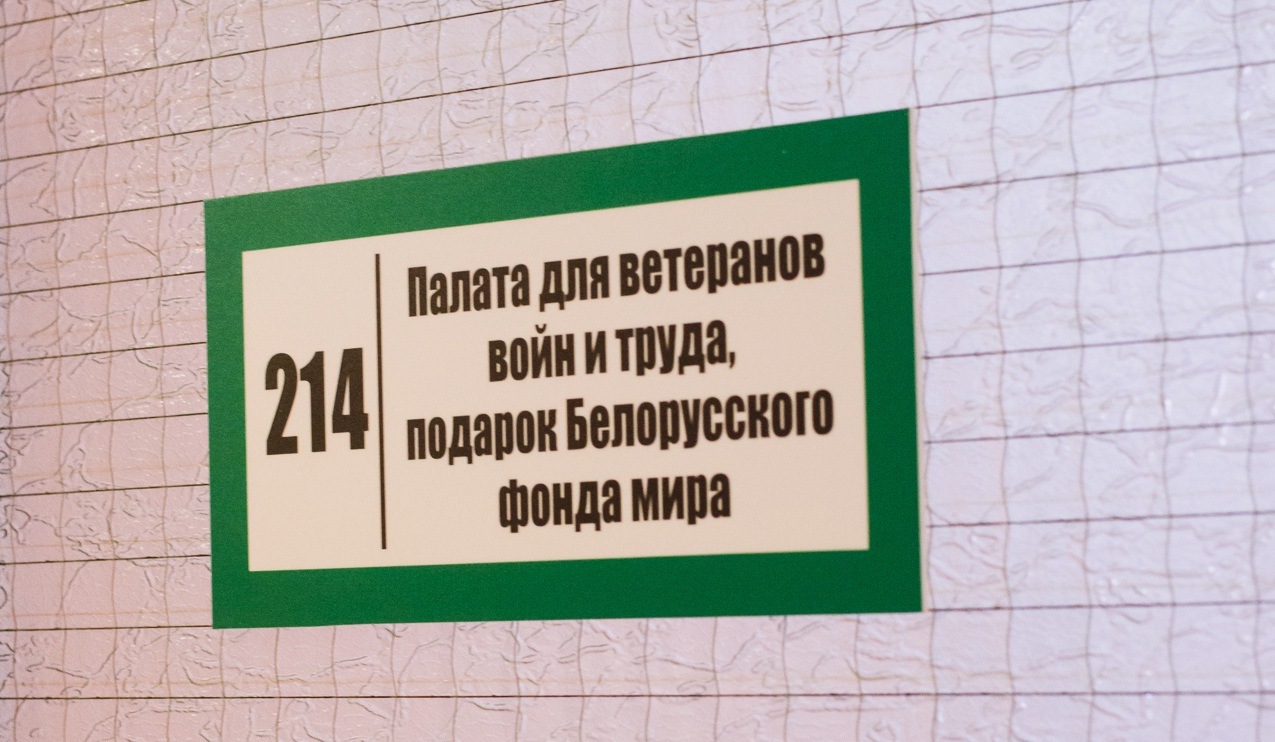 214
Палата для ветеранов
войн и труда,
подарок Белорусского
фонда мира